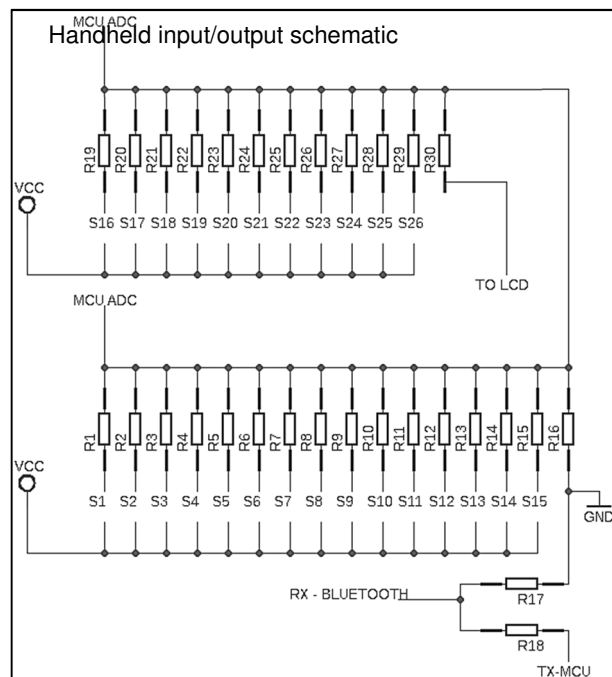 MCU ADC
Handheld input/output schematic
R19 R20 R21 R22 R23 R24 R25 R26 R27 R28 R29 R30
VCC
S16 S17 S18 S19 S20 S21 S22 S23 S24 S25 S26
TO LCD
MCU ADC
R1 R2 R3 R4 R5 R6 R7 R8 R9 R10 R11 R12 R13 R14 R15 R16
VCC
S1 S2 S3 S4 S5 S6 S7 S8 S9 S10 S11 S12 S13 S14 S15
GND
RX - BLUETOOTH
R17
R18
TX-MCU